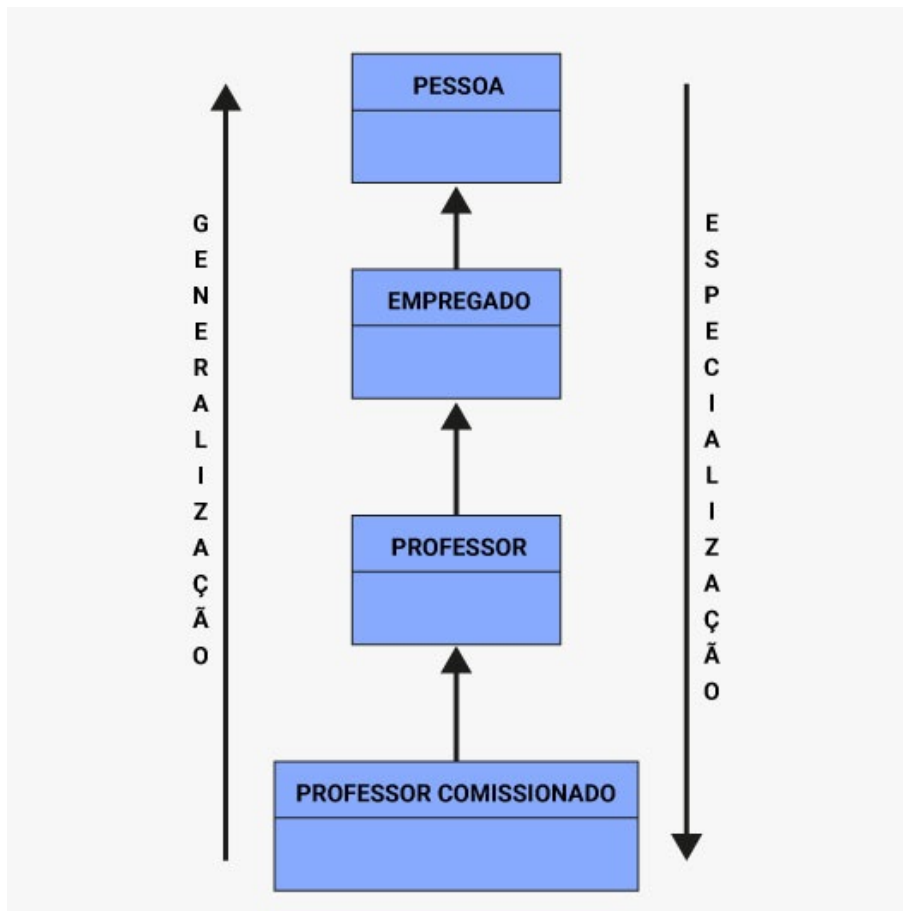 PESSOA
EMPREGADO
PROFESSOR
PROFESSOR COMISSIONADO
GENERALIZAÇÃO
ESPECIALIZAÇÃO